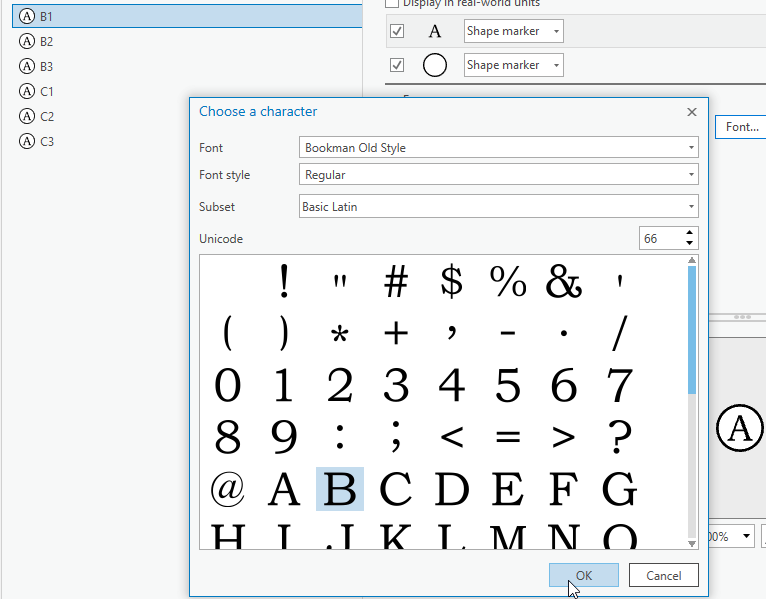 Display in real-world units
A B1
A B2
A B3
A C1
A C2
A C3
A Shape marker
Shape marker
Choose a character
Font Bookman Old Style
Font...
Font style Regular
Subset Basic Latin
Unicode 66
! " # $ % & '
( ) * + , - . /
0 1 2 3 4 5 6 7
8 9 : ; < = > ?
@ A B C D E F G
H I J K L M N O
A
00%
OK Cancel